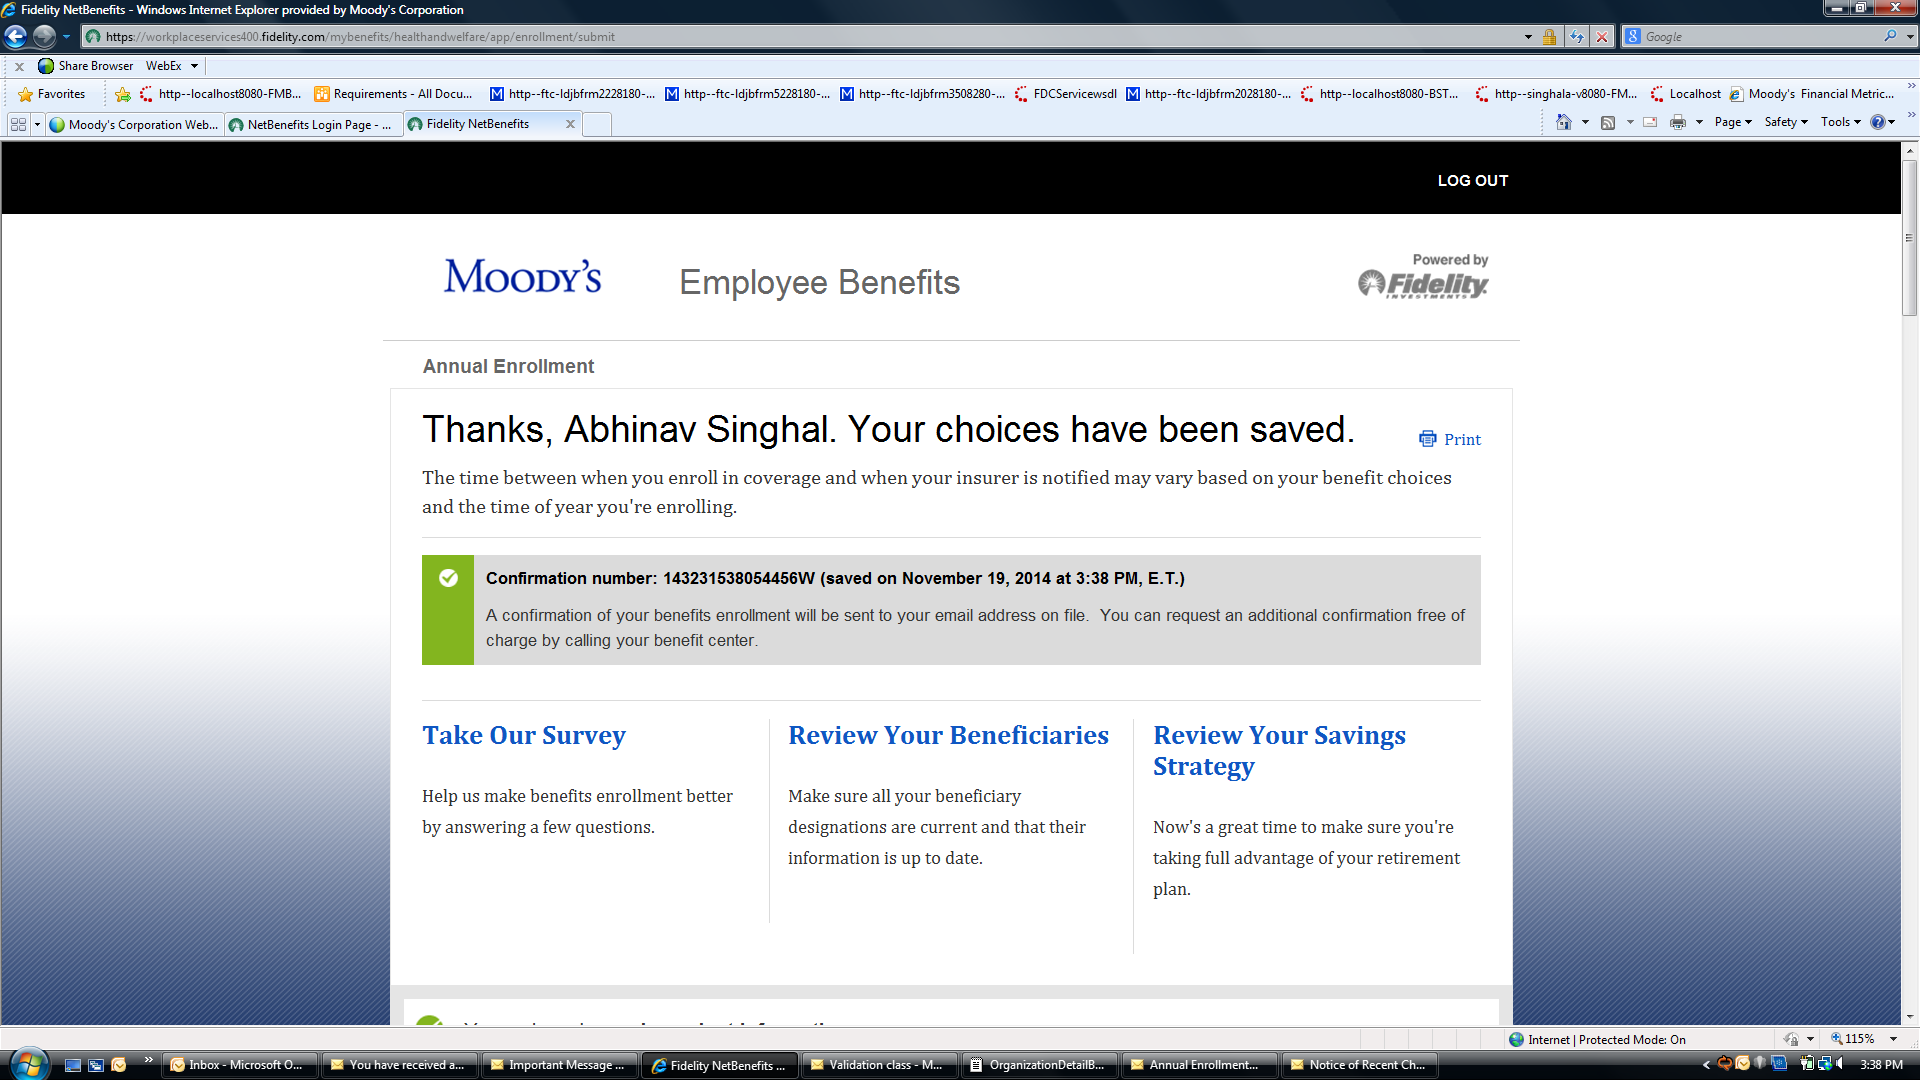 Fidelity NetBenefits - Windows Internet Explorer provided by Moody's Corporation
https://workplaceservices400.fidelity.com/mybenefits/healthandwelfare/app/enrollment/submit
Google
Share Browser WebEx
Favorites http--localhost8080-FMB... Requirements - All Docu... http--ftc-ldjbfrm2228180-... http--ftc-ldjbfrm5228180-... http--ftc-ldjbfrm3508280-... FDCServicewsdl http--ftc-ldjbfrm2028180-... http--localhost8080-BST... http--singhala-v8080-FM... Localhost Moody's Financial Metric...
Moody's Corporation Web... NetBenefits Login Page - ... Fidelity NetBenefits Page Safety Tools
LOG OUT
MOODY'S Employee Benefits
Powered by
Fidelity
INVESTMENTS
Annual Enrollment
Thanks, Abhinav Singhal. Your choices have been saved.
Print
The time between when you enroll in coverage and when your insurer is notified may vary based on your benefit choices
and the time of year you're enrolling.
Confirmation number: 143231538054456W (saved on November 19, 2014 at 3:38 PM, E.T.)
A confirmation of your benefits enrollment will be sent to your email address on file. You can request an additional confirmation free of
charge by calling your benefit center.
Take Our Survey
Help us make benefits enrollment better
by answering a few questions.
Review Your Beneficiaries
Make sure all your beneficiary
designations are current and that their
information is up to date.
Review Your Savings
Strategy
Now's a great time to make sure you're
taking full advantage of your retirement
plan.
Internet | Protected Mode: On 115%
Inbox - Microsoft O... You have received a... Important Message ... Fidelity NetBenefits ... Validation class - M... OrganizationDetailB... Annual Enrollment... Notice of Recent Ch... 3:38 PM